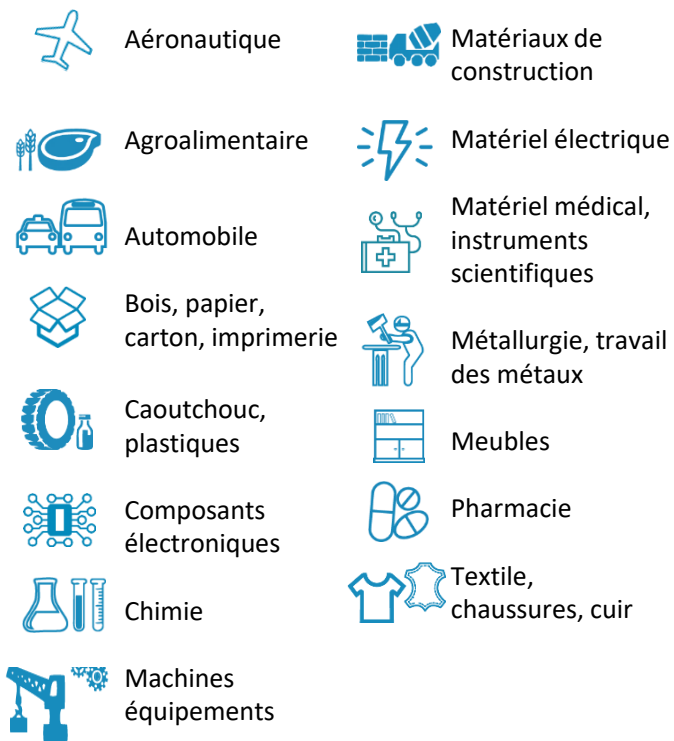 Aéronautique
Agroalimentaire
Automobile
Bois, papier,
carton, imprimerie
Caoutchouc,
plastiques
Composants
électroniques
Chimie
Machines
équipements
Matériaux de
construction
Matériel électrique
Matériel médical,
instruments
scientifiques
Métallurgie, travail
des métaux
Meubles
Pharmacie
Textile,
chaussures, cuir